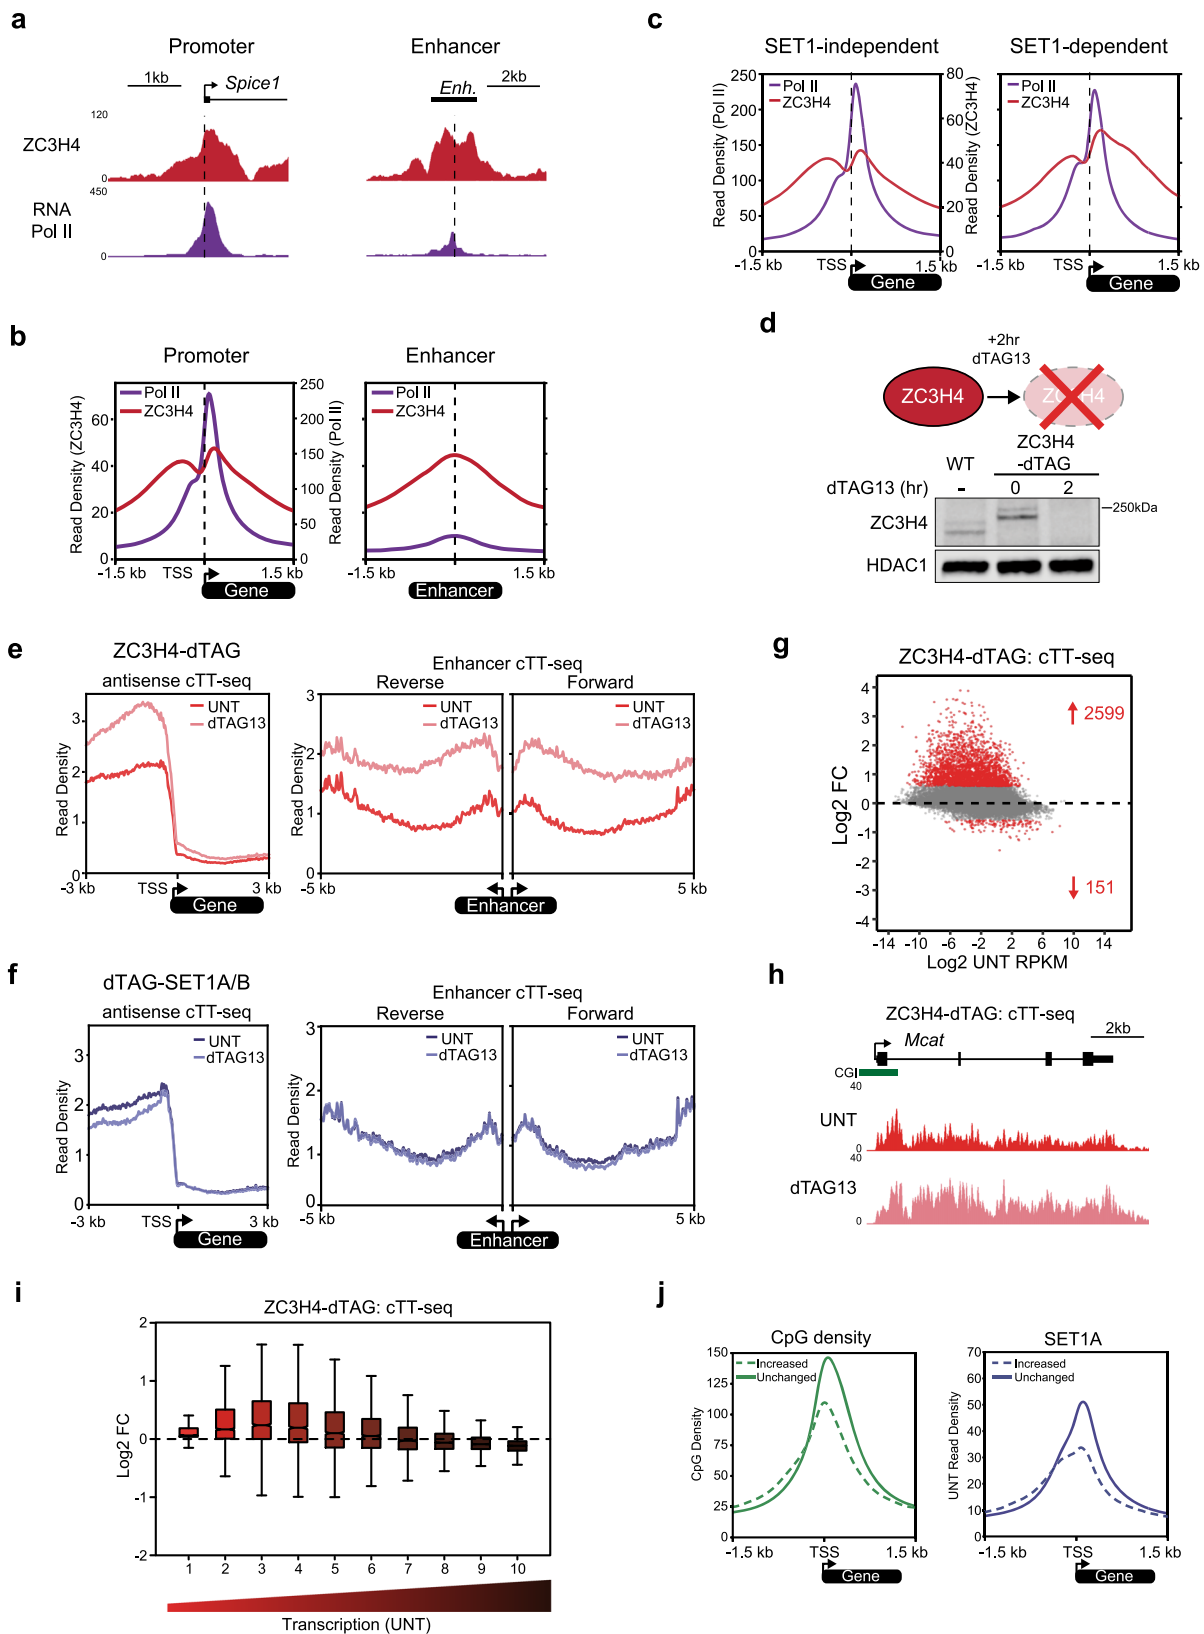 a
Promoter
Enhancer
1kb
Spice1
Enh.
2kb
120
ZC3H4
0
450
RNA
Pol II
0
b
Promoter
Enhancer
Pol II
ZC3H4
Pol II
ZC3H4
Read Density (ZC3H4)
60
40
20
0
Read Density (Pol II)
250
200
150
100
50
0
-1.5 kb
TSS
1.5 kb
Gene
-1.5 kb
1.5 kb
Enhancer
c
SET1-independent
SET1-dependent
Pol II
ZC3H4
Pol II
ZC3H4
Read Density (Pol II)
250
200
150
100
50
0
Read Density (ZC3H4)
80
60
40
20
0
-1.5 kb
TSS
1.5 kb
Gene
-1.5 kb
TSS
1.5 kb
Gene
d
+2hr
dTAG13
ZC3H4
ZC3H4
ZC3H4
WT
-dTAG
dTAG13 (hr)
-
0
2
ZC3H4
250kDa
HDAC1
e
ZC3H4-dTAG
antisense cTT-seq
UNT
dTAG13
Read Density
3
2
1
0
-3 kb
TSS
3 kb
Gene
Enhancer cTT-seq
Reverse
Forward
UNT
dTAG13
UNT
dTAG13
Read Density
3
2
1
0
-5 kb
5 kb
Enhancer
f
dTAG-SET1A/B
antisense cTT-seq
UNT
dTAG13
Read Density
3
2
1
0
-3 kb
TSS
3 kb
Gene
Enhancer cTT-seq
Reverse
Forward
UNT
dTAG13
UNT
dTAG13
Read Density
3
2
1
0
-5 kb
5 kb
Enhancer
g
ZC3H4-dTAG: cTT-seq
2599
151
Log2 FC
4
3
2
1
0
-1
-2
-3
-4
-14 -10 -6 -2 2 6 10 14
Log2 UNT RPKM
h
ZC3H4-dTAG: cTT-seq
Mcat
2kb
CGI
40
UNT
0
40
dTAG13
0
i
ZC3H4-dTAG: cTT-seq
Log2 FC
2
1
0
-1
-2
1 2 3 4 5 6 7 8 9 10
Transcription (UNT)
j
CpG density
Increased
Unchanged
CpG Density
150
125
100
75
50
25
0
-1.5 kb
TSS
1.5 kb
Gene
SET1A
Increased
Unchanged
UNT Read Density
70
60
50
40
30
20
10
0
-1.5 kb
TSS
1.5 kb
Gene